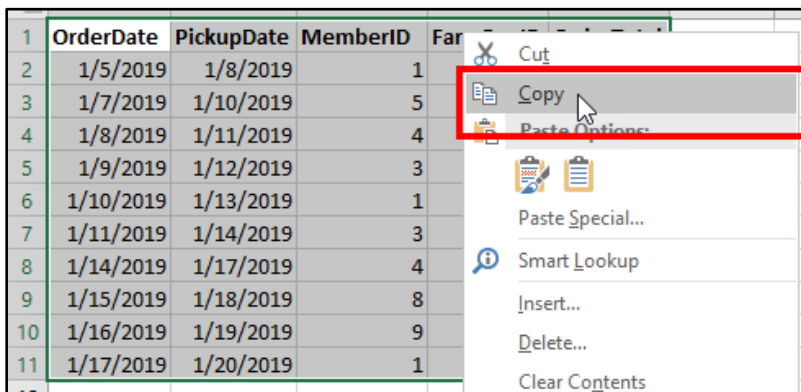 1 OrderDate PickupDate MemberID
2 1/5/2019 1/8/2019 1
3 1/7/2019 1/10/2019 5
4 1/8/2019 1/11/2019 4
5 1/9/2019 1/12/2019 3
6 1/10/2019 1/13/2019 1
7 1/11/2019 1/14/2019 3
8 1/14/2019 1/17/2019 4
9 1/15/2019 1/18/2019 8
10 1/16/2019 1/19/2019 9
11 1/17/2019 1/20/2019 1
Cut
Copy
Paste Options:
Paste Special...
Smart Lookup
Insert...
Delete...
Clear Contents